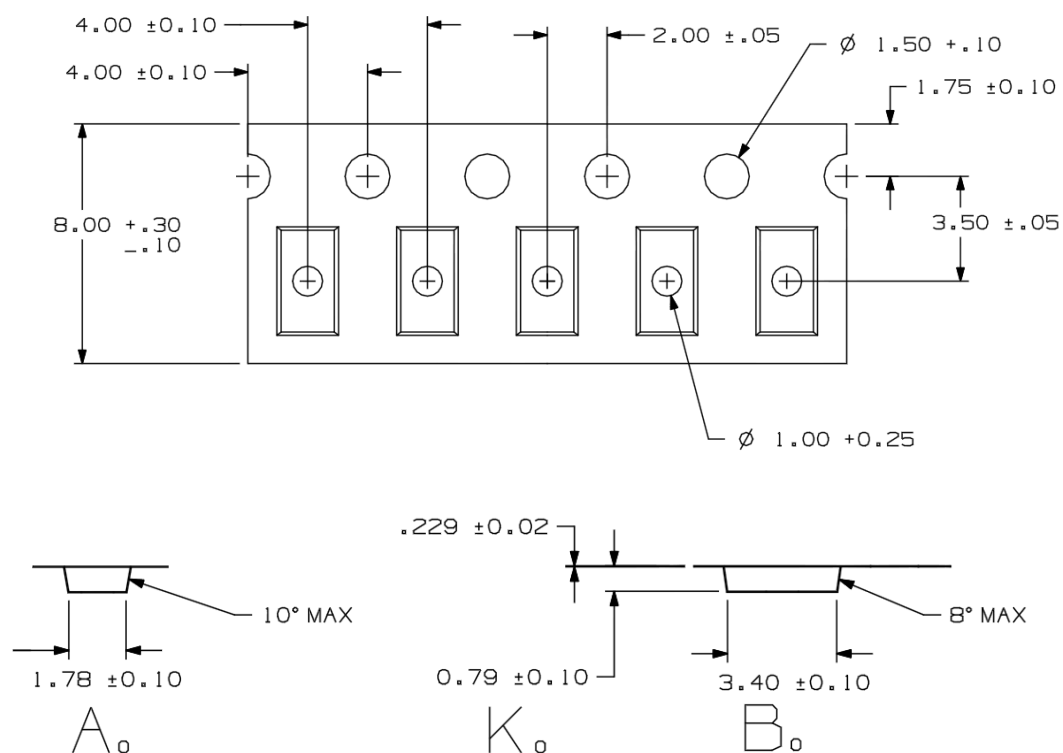 4.00 ±0.10
2.00 ±.05
Ø 1.50 +.10
4.00 ±0.10
1.75 ±0.10
8.00 +.30
-.10
3.50 ±.05
Ø 1.00 +0.25
.229 ±0.02
10° MAX
8° MAX
1.78 ±0.10
0.79 ±0.10
3.40 ±0.10
A₀
K₀
B₀